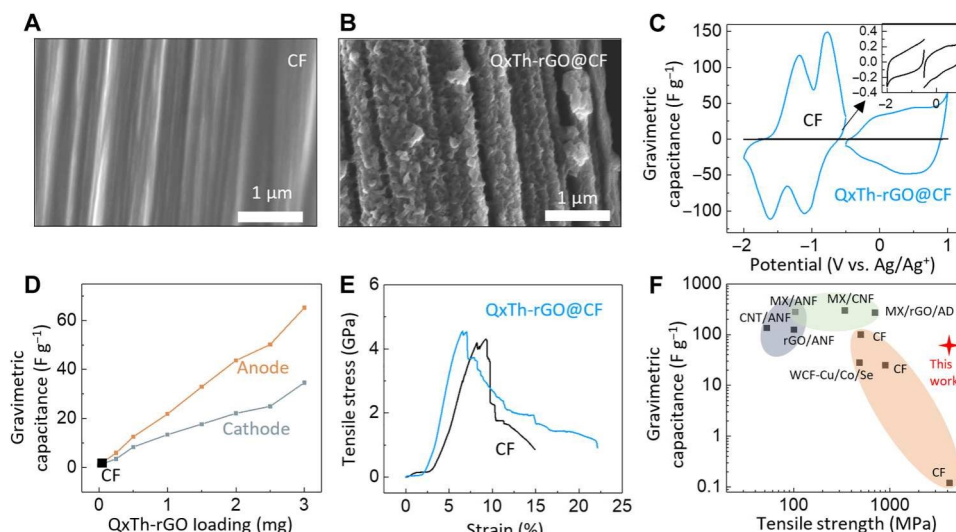 A
CF
1 μm
B
QxTh-rGO@CF
1 μm
C
Gravimetric
capacitance (F g⁻¹)
150
100
50
0
−50
−100
−2
−1
0
1
Potential (V vs. Ag/Ag⁺)
CF
QxTh-rGO@CF
0.4
0.2
0.0
−0.2
−0.4
−2
0
D
Gravimetric
capacitance (F g⁻¹)
60
40
20
0
0
1
2
3
QxTh-rGO loading (mg)
Anode
Cathode
CF
E
Tensile stress (GPa)
6
4
2
0
0
5
10
15
20
25
Strain (%)
QxTh-rGO@CF
CF
F
Gravimetric
capacitance (F g⁻¹)
1000
100
10
1
0.1
100
1000
Tensile strength (MPa)
MX/ANF
MX/CNF
CNT/ANF
MX/rGO/AD
rGO/ANF
CF
WCF-Cu/Co/Se
CF
This
work
CF